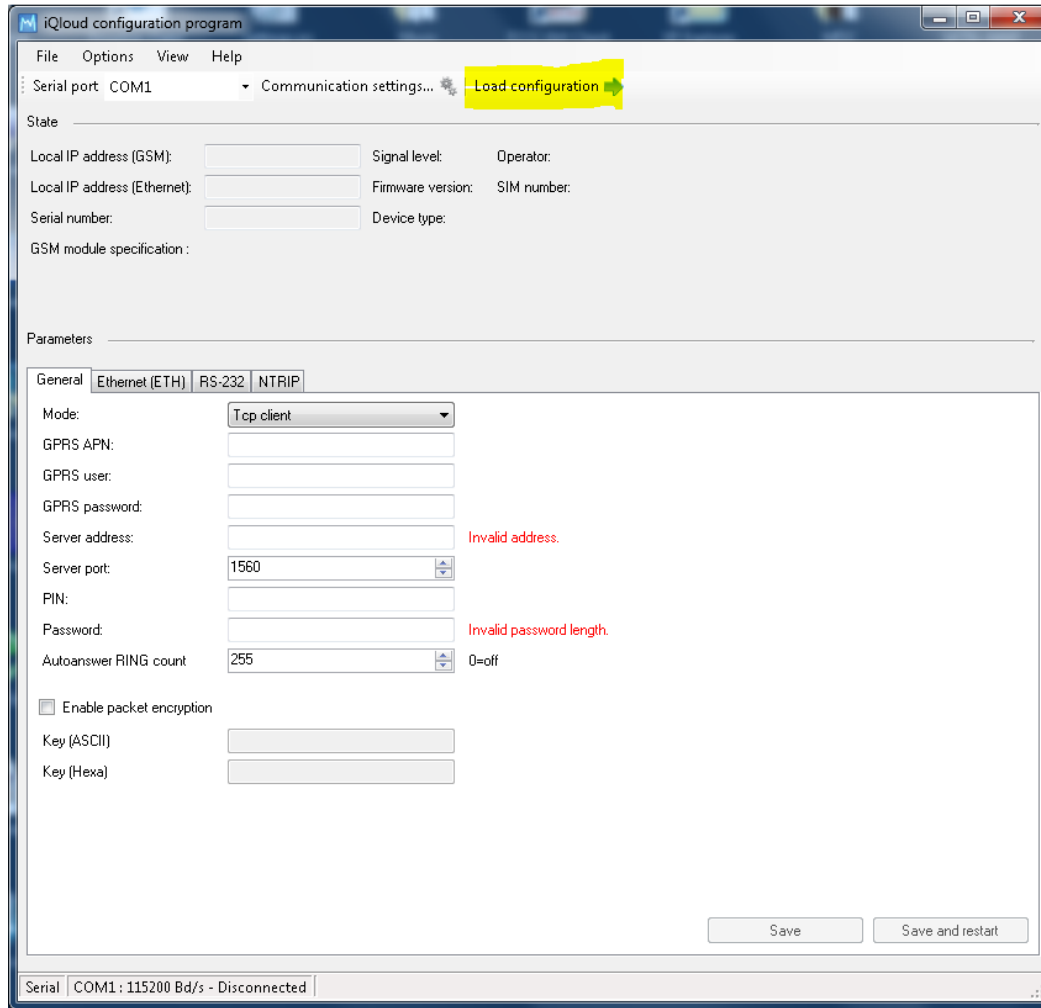 iQloud configuration program
File Options View Help
Serial port COM1 Communication settings... Load configuration
State
Local IP address (GSM): Signal level: Operator:
Local IP address (Ethernet): Firmware version: SIM number:
Serial number: Device type:
GSM module specification :
Parameters
General Ethernet (ETH) RS-232 NTRIP
Mode: Tcp client
GPRS APN:
GPRS user:
GPRS password:
Server address: Invalid address.
Server port: 1560
PIN:
Password: Invalid password length.
Autoanswer RING count 255 0=off
Enable packet encryption
Key (ASCII)
Key (Hexa)
Save Save and restart
Serial COM1 : 115200 Bd/s - Disconnected